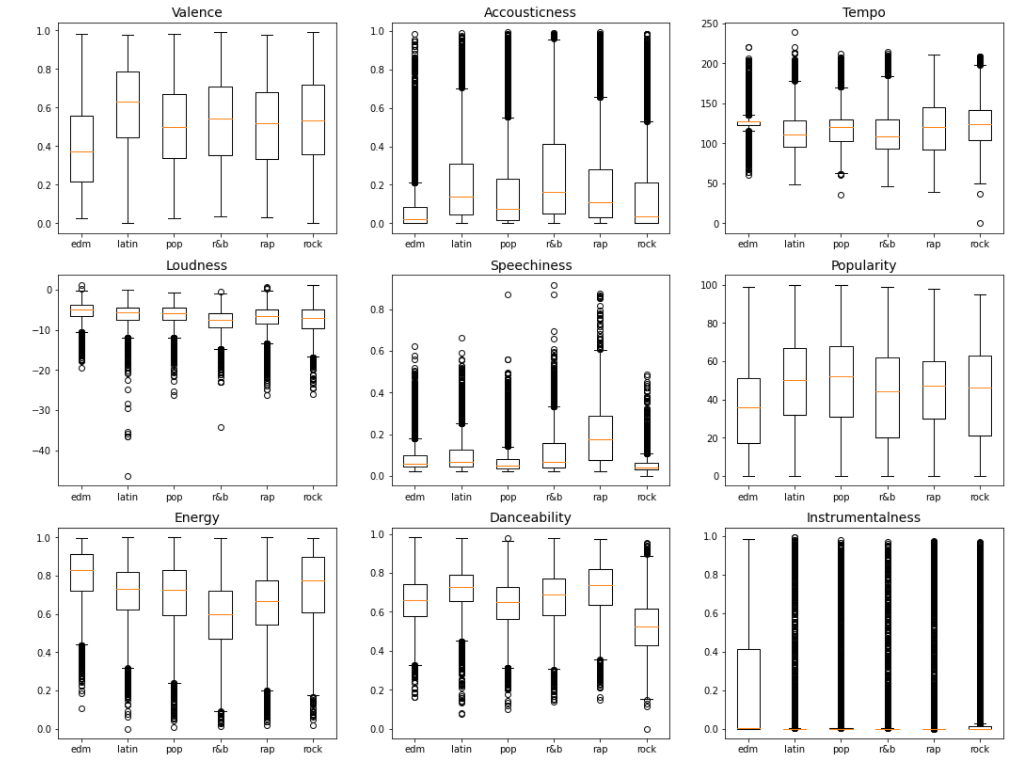 Valence
1.0
0.8
0.6
0.4
0.2
0.0
edm latin pop r&b rap rock
Accousticness
1.0
0.8
0.6
0.4
0.2
0.0
edm latin pop r&b rap rock
Tempo
250
200
150
100
50
0
edm latin pop r&b rap rock
Loudness
0
−10
−20
−30
−40
edm latin pop r&b rap rock
Speechiness
0.8
0.6
0.4
0.2
0.0
edm latin pop r&b rap rock
Popularity
100
80
60
40
20
0
edm latin pop r&b rap rock
Energy
1.0
0.8
0.6
0.4
0.2
0.0
edm latin pop r&b rap rock
Danceability
1.0
0.8
0.6
0.4
0.2
0.0
edm latin pop r&b rap rock
Instrumentalness
1.0
0.8
0.6
0.4
0.2
0.0
edm latin pop r&b rap rock